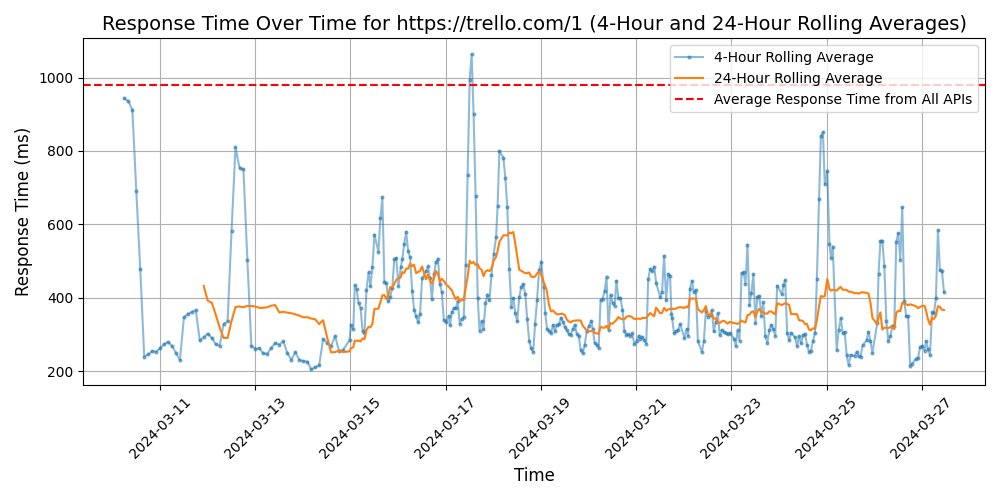 Response Time Over Time for https://trello.com/1 (4-Hour and 24-Hour Rolling Averages)
4-Hour Rolling Average
24-Hour Rolling Average
Average Response Time from All APIs
Response Time (ms)
1000
800
600
400
200
2024-03-11
2024-03-13
2024-03-15
2024-03-17
2024-03-19
2024-03-21
2024-03-23
2024-03-25
2024-03-27
Time